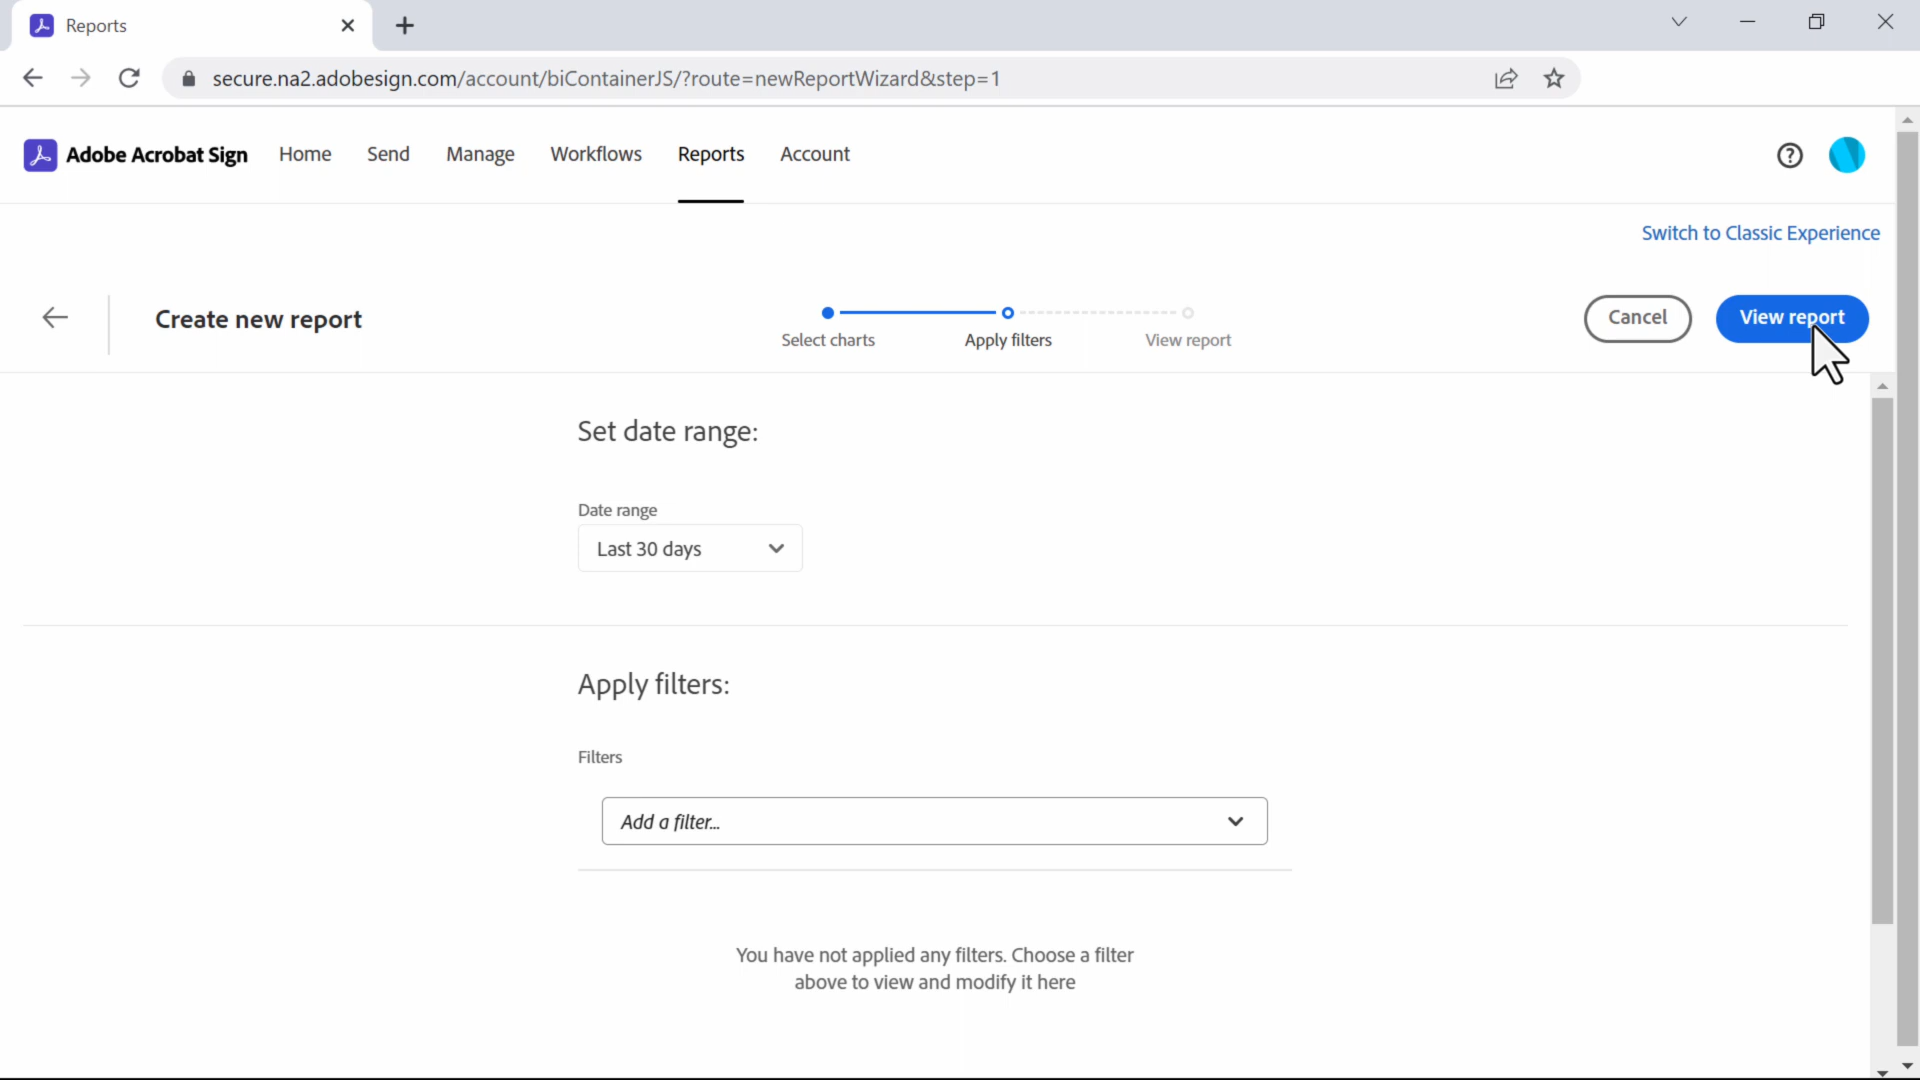 Reports
secure.na2.adobesign.com/account/biContainerJS/?route=newReportWizard&step=1
Adobe Acrobat Sign Home Send Manage Workflows Reports Account
Switch to Classic Experience
Create new report
Select charts Apply filters View report
Cancel
View report
Set date range:
Date range
Last 30 days
Apply filters:
Filters
Add a filter...
You have not applied any filters. Choose a filter
above to view and modify it here